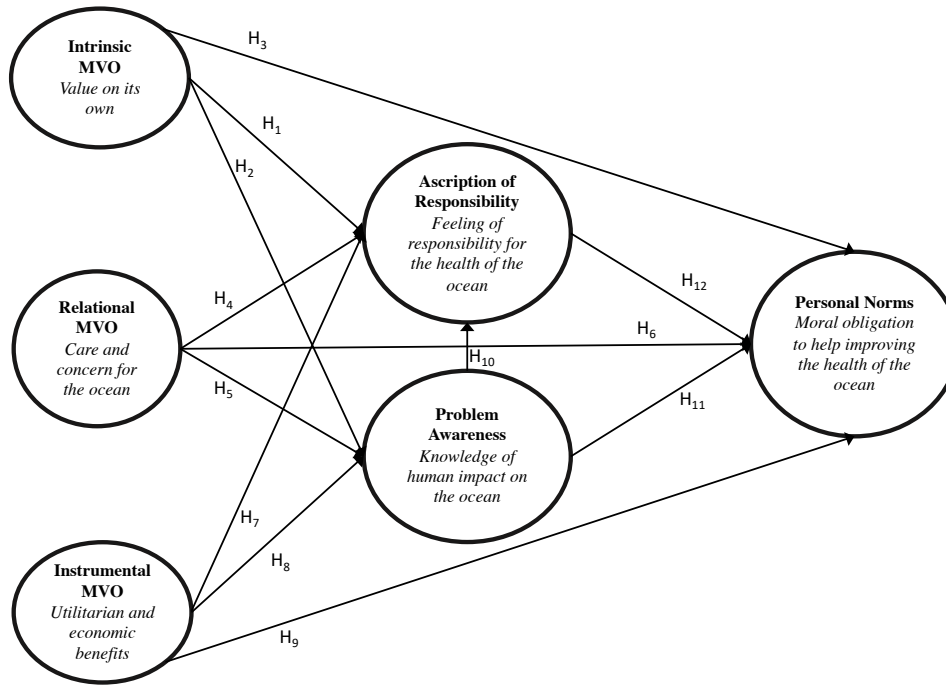 Intrinsic
MVO
Value on its
own
H3
H1
H2
Ascription of
Responsibility
Feeling of
responsibility for
the health of the
ocean
Relational
MVO
Care and
concern for
the ocean
H4
H5
H6
H12
Personal Norms
Moral obligation
to help improving
the health of the
ocean
H10
H11
Problem
Awareness
Knowledge of
human impact on
the ocean
Instrumental
MVO
Utilitarian and
economic
benefits
H7
H8
H9